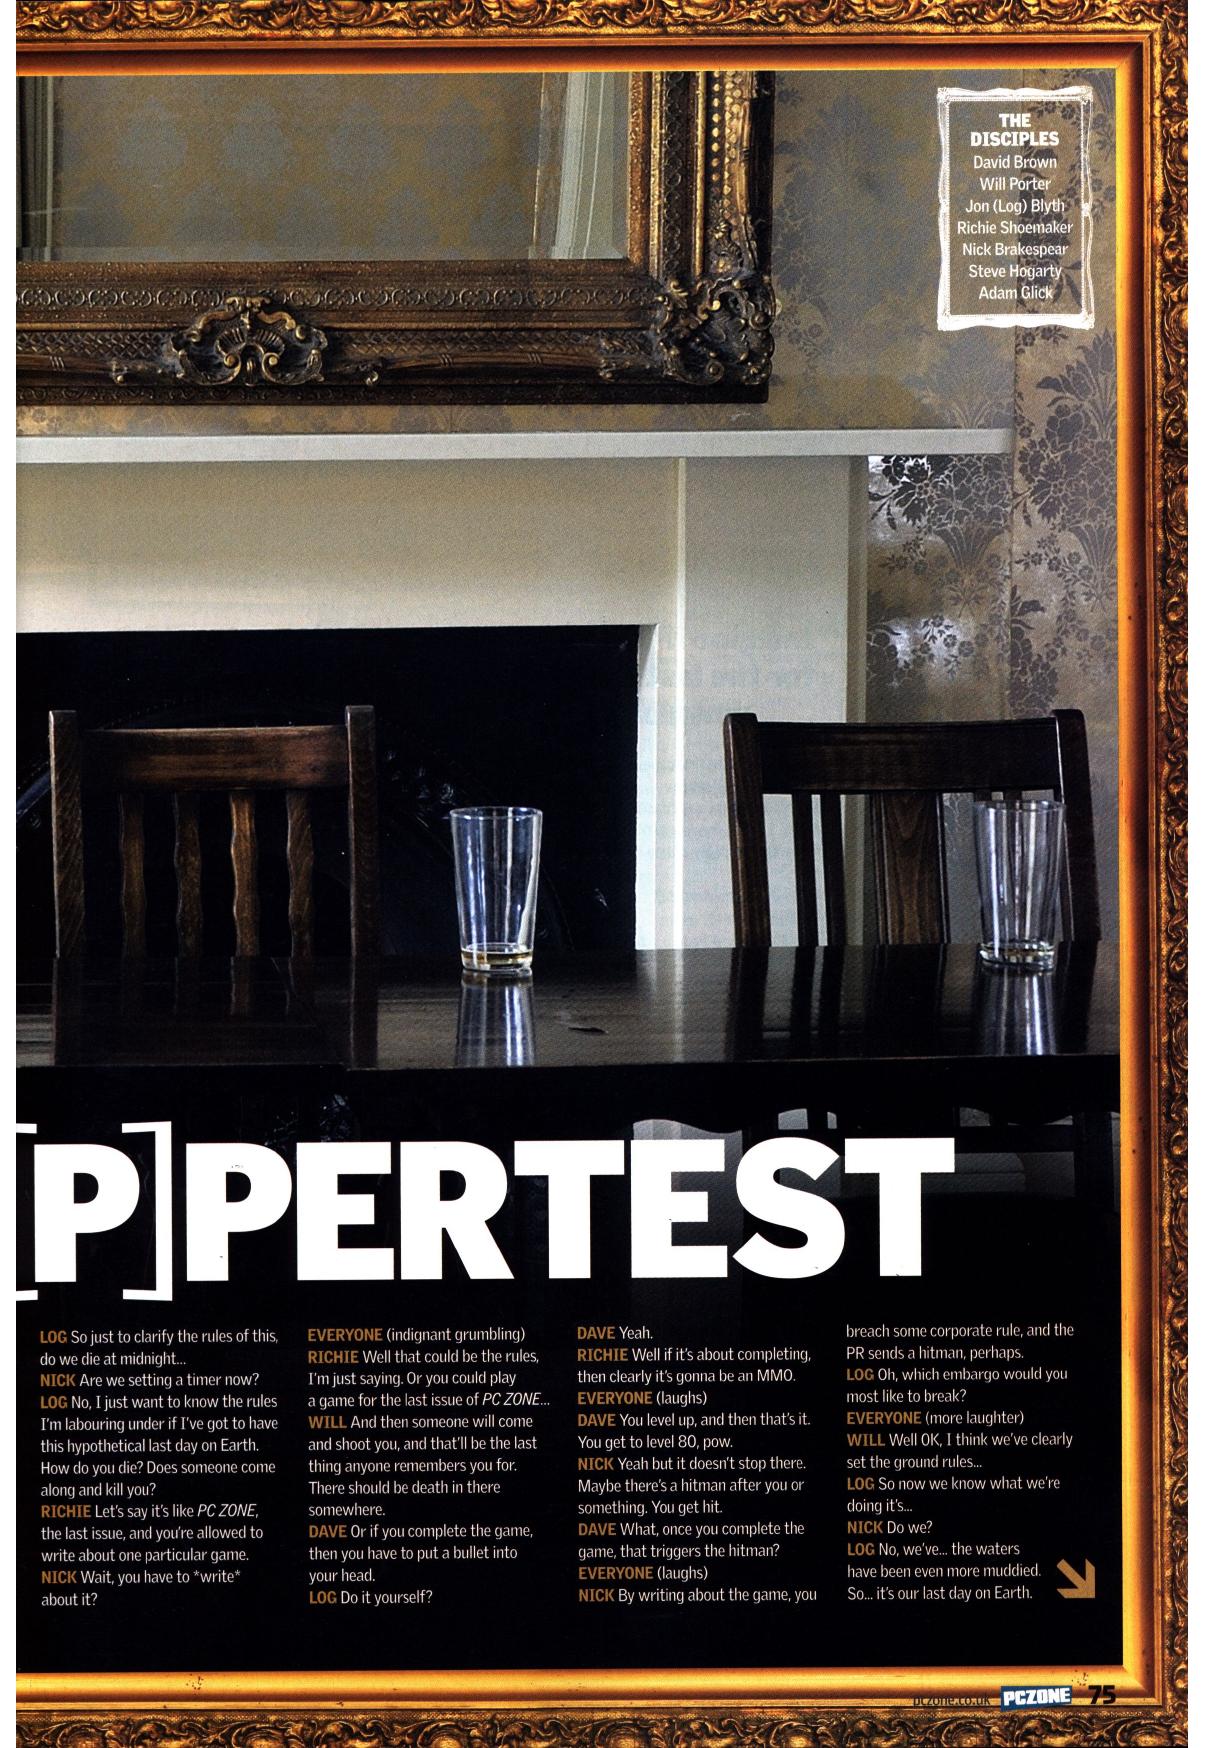 THE
DISCIPLES
David Brown
Will Porter
Jon (Log) Blyth
Richie Shoemaker
Nick Brakespear
Steve Hogarty
Adam Glick
[P]PERTEST
LOG So just to clarify the rules of this,
do we die at midnight...
NICK Are we setting a timer now?
LOG No, I just want to know the rules
I'm labouring under if I've got to have
this hypothetical last day on Earth.
How do you die? Does someone come
along and kill you?
RICHIE Let's say it's like PC ZONE,
the last issue, and you're allowed to
write about one particular game.
NICK Wait, you have to *write*
about it?
EVERYONE (indignant grumbling)
RICHIE Well that could be the rules,
I'm just saying. Or you could play
a game for the last issue of PC ZONE...
WILL And then someone will come
and shoot you, and that'll be the last
thing anyone remembers you for.
There should be death in there
somewhere.
DAVE Or if you complete the game,
then you have to put a bullet into
your head.
LOG Do it yourself?
DAVE Yeah.
RICHIE Well if it's about completing,
then clearly it's gonna be an MMO.
EVERYONE (laughs)
DAVE You level up, and then that's it.
You get to level 80, pow.
NICK Yeah but it doesn't stop there.
Maybe there's a hitman after you or
something. You get hit.
DAVE What, once you complete the
game, that triggers the hitman?
EVERYONE (laughs)
NICK By writing about the game, you
breach some corporate rule, and the
PR sends a hitman, perhaps.
LOG Oh, which embargo would you
most like to break?
EVERYONE (more laughter)
WILL Well OK, I think we've clearly
set the ground rules...
LOG So now we know what we're
doing it's...
NICK Do we?
LOG No, we've... the waters
have been even more muddied.
So... it's our last day on Earth.
pczone.co.uk PCZONE 75